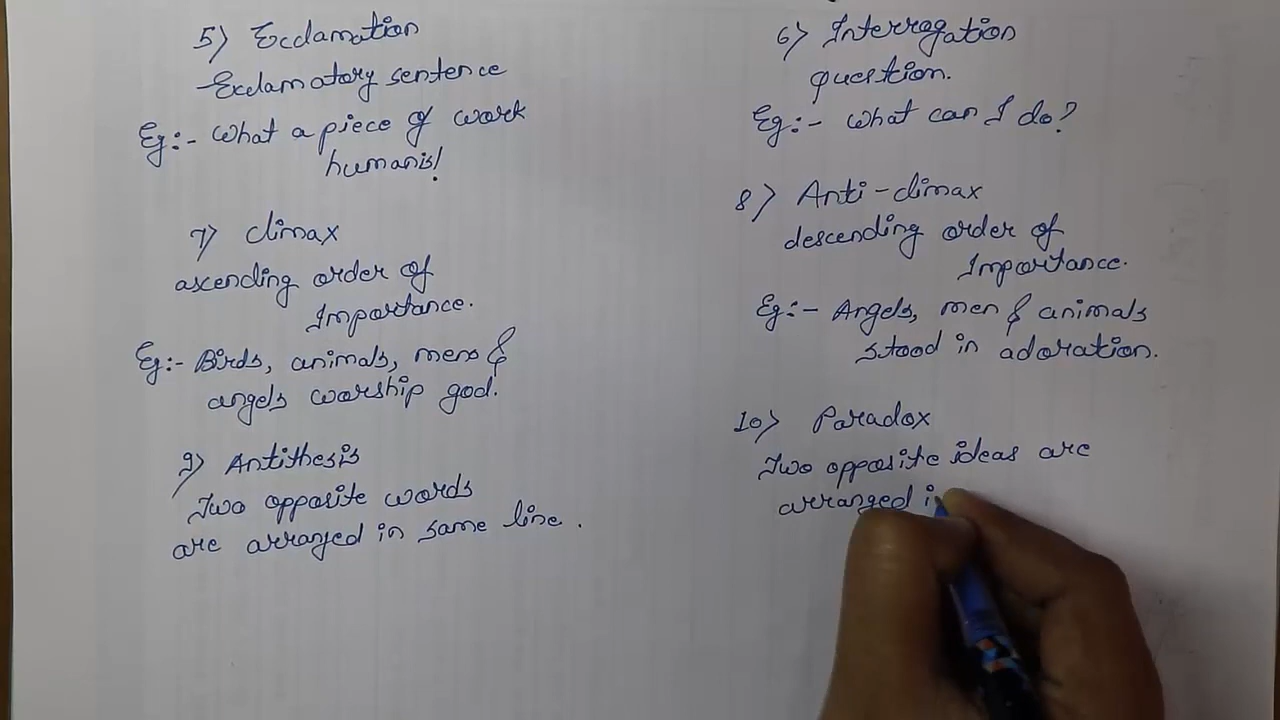 5) Exclamation
- Exclamatory sentence
Eg:- What a piece of work
humanis!
6) Interrogation
question.
Eg:- What can I do?
7) climax
ascending order of
Importance.
Eg:- Birds, animals, mens &
angels worship god.
8) Anti-climax
descending order of
Importance.
Eg:- Angels, men & animals
stood in adoration.
9) Antithesis
Two opposite words
are arranged in same line.
10) Paradox
Two opposite ideas are
arranged i